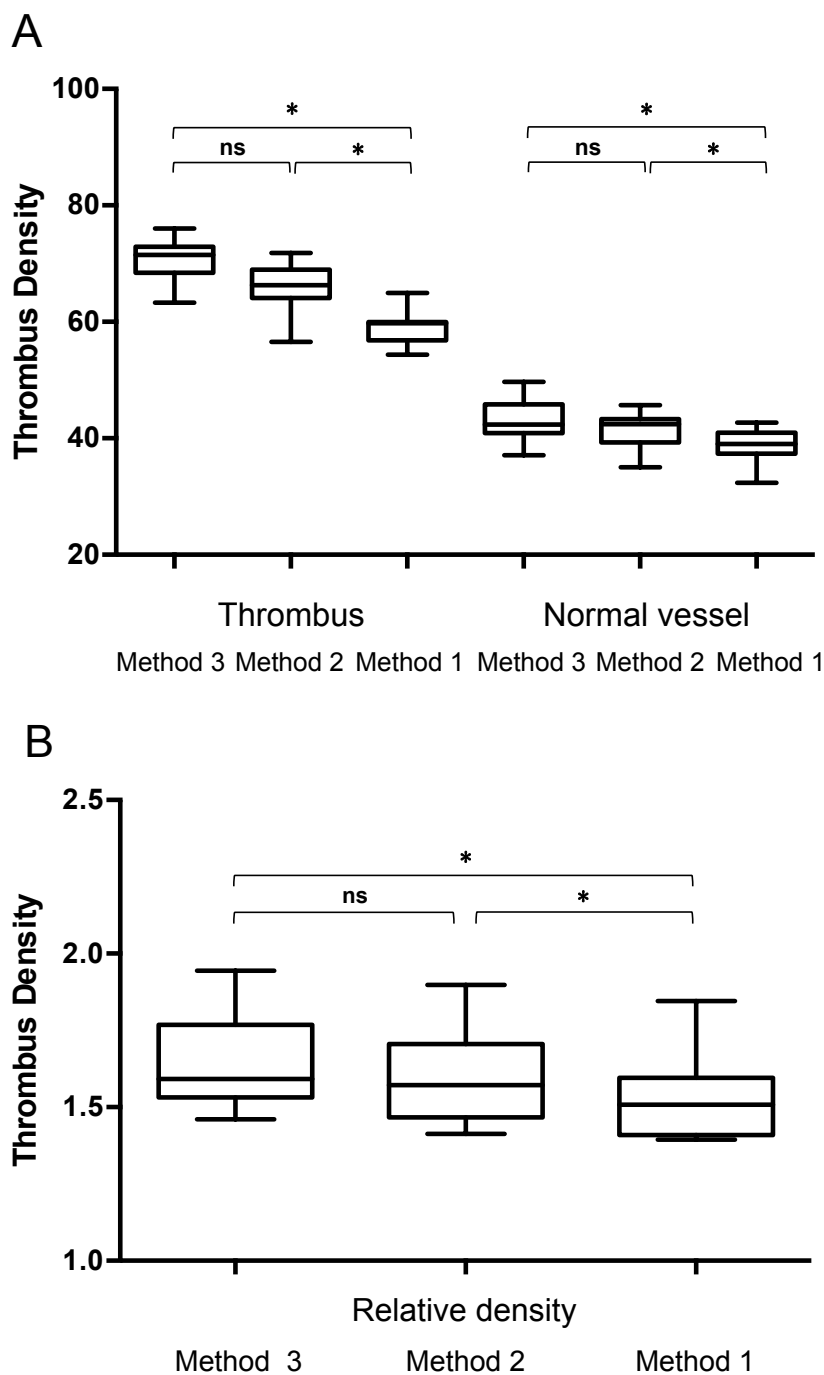 A
100
80
60
40
20
Thrombus Density
*
*
ns
*
ns
*
Thrombus
Normal vessel
Method 3 Method 2 Method 1 Method 3 Method 2 Method 1
B
2.5
2.0
1.5
1.0
Thrombus Density
*
ns
*
Relative density
Method 3
Method 2
Method 1